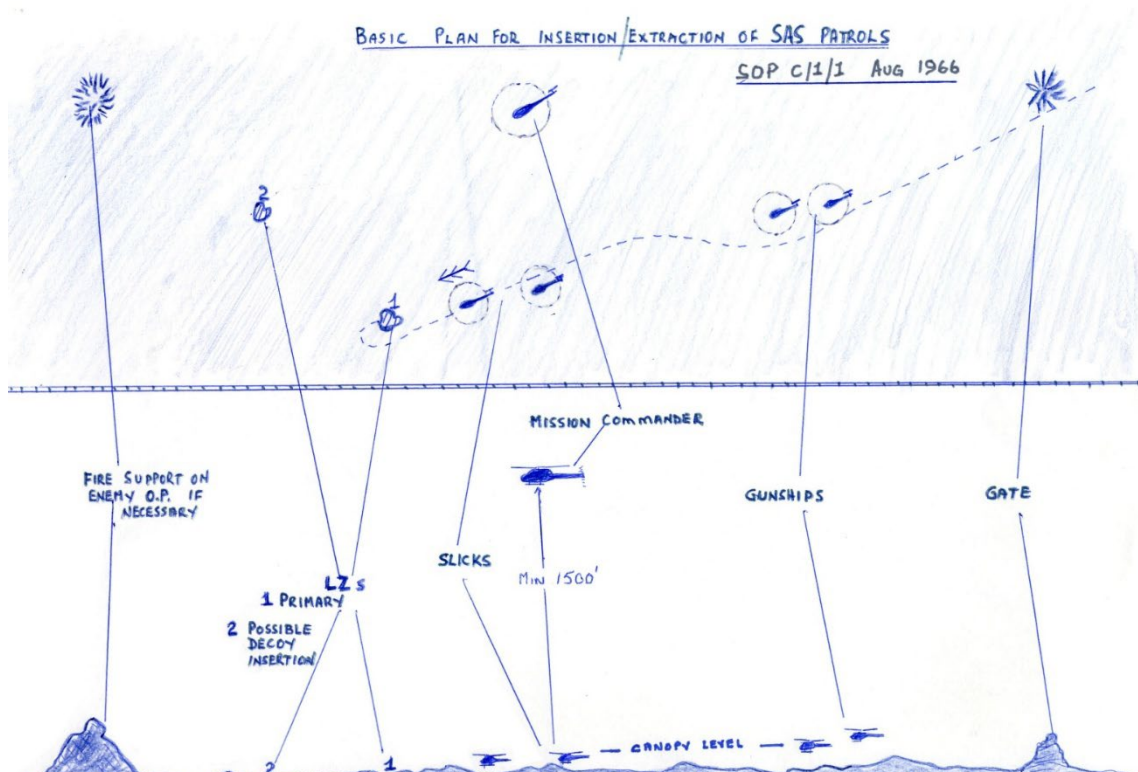 BASIC PLAN FOR INSERTION/EXTRACTION OF SAS PATROLS
SOP C/1/1 AUG 1966
2
1
MISSION COMMANDER
FIRE SUPPORT ON
ENEMY O.P. IF
NECESSARY
GUNSHIPS
GATE
SLICKS
MIN 1500'
LZs
1 PRIMARY
2 POSSIBLE
DECOY
INSERTION
CANOPY LEVEL
2
1